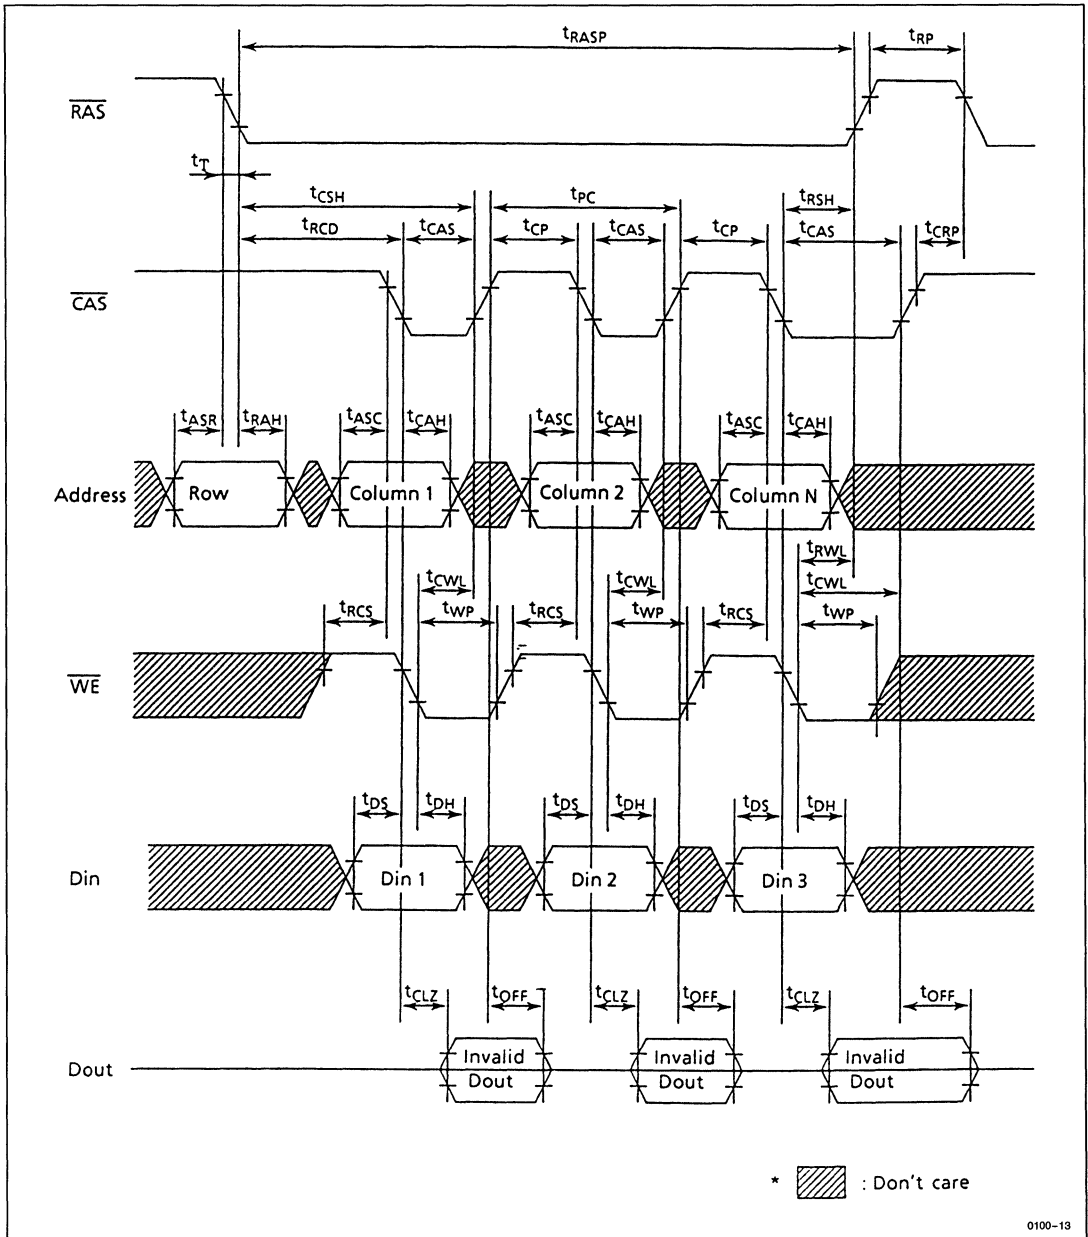 tRASP tRP
RAS
tT
tCSH tPC tRSH
tRCD tCAS tCP tCAS tCP tCAS tCRP
CAS
tASR tRAH tASC tCAH tASC tCAH tASC tCAH
Address Row Column 1 Column 2 Column N
tRWL
tCWL tCWL tCWL
tRCS tWP tRCS tWP tRCS tWP
WE
tDS tDH tDS tDH tDS tDH
Din Din 1 Din 2 Din 3
tCLZ tOFF tCLZ tOFF tCLZ tOFF
Dout Invalid Dout Invalid Dout Invalid Dout
* : Don't care
0100–13